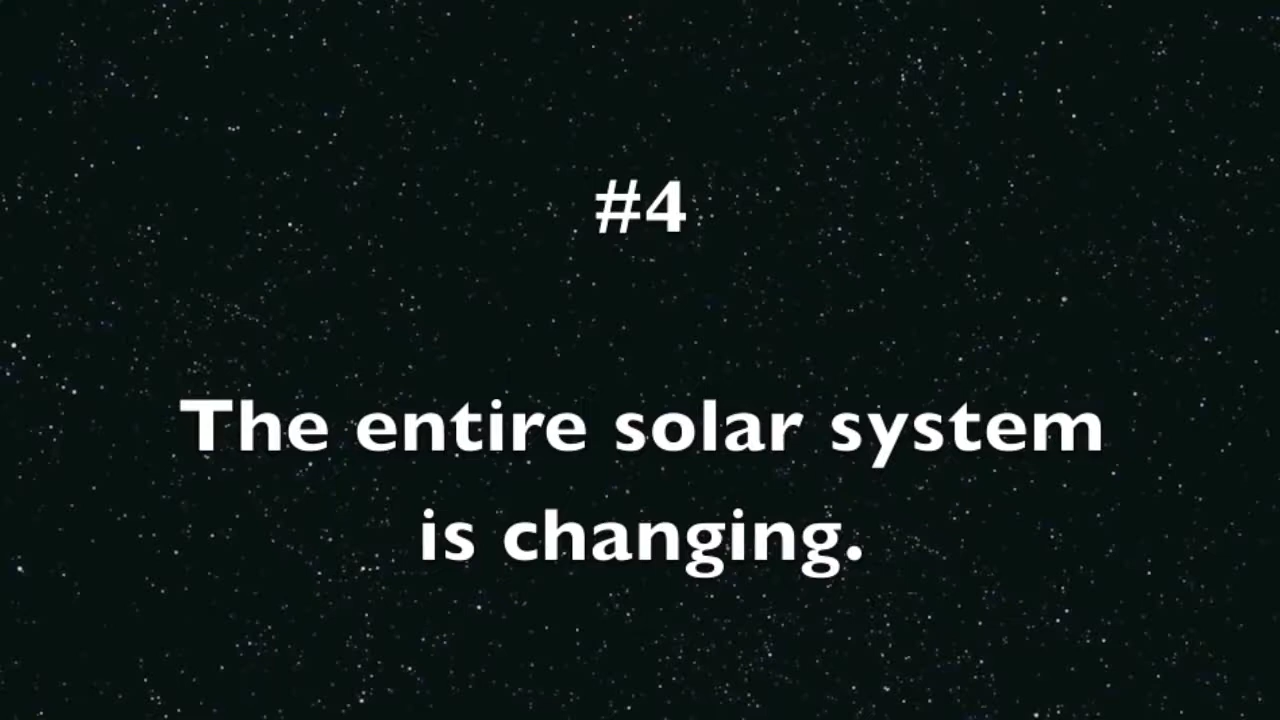 #4
The entire solar system
is changing.